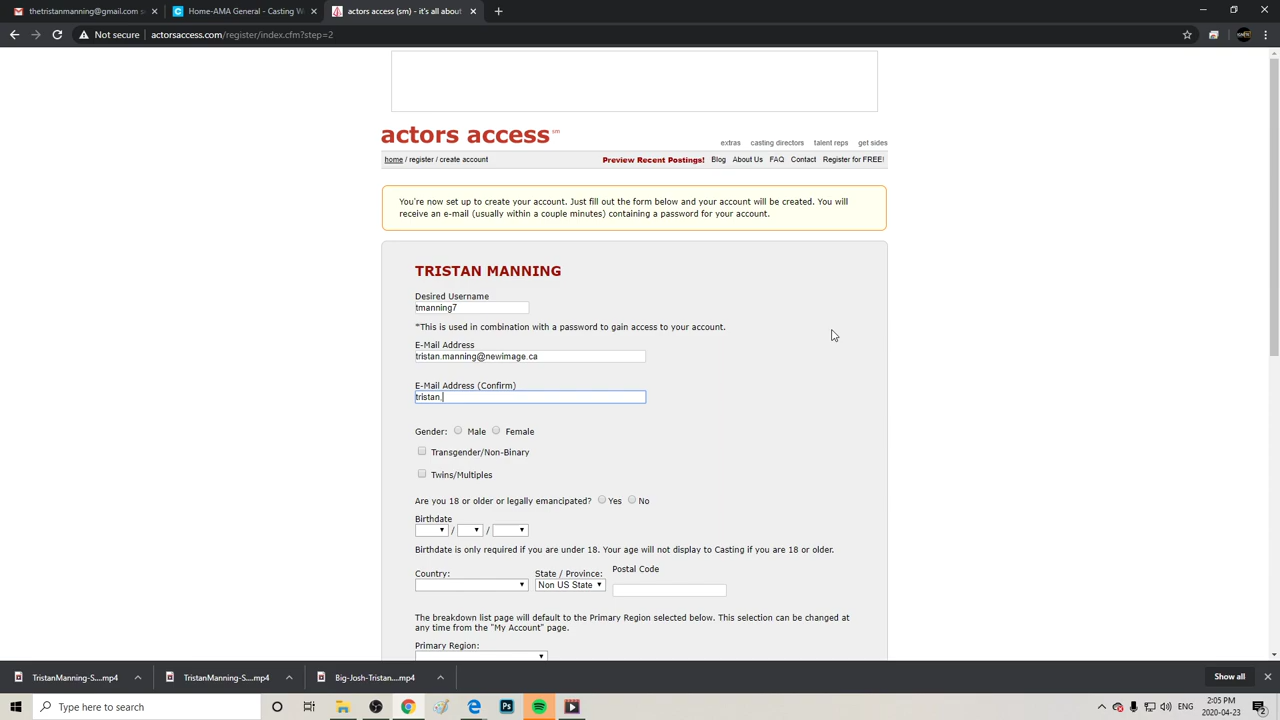 thetristanmanning@gmail.com s
Home-AMA General - Casting W
actors access (sm) - it's all about
Not secure | actorsaccess.com/register/index.cfm?step=2
actors access sm
extras casting directors talent reps get sides
home / register / create account Preview Recent Postings! Blog About Us FAQ Contact Register for FREE!
You're now set up to create your account. Just fill out the form below and your account will be created. You will
receive an e-mail (usually within a couple minutes) containing a password for your account.
TRISTAN MANNING
Desired Username
tmanning7
*This is used in combination with a password to gain access to your account.
E-Mail Address
tristan.manning@newimage.ca
E-Mail Address (Confirm)
tristan.
Gender: Male Female
Transgender/Non-Binary
Twins/Multiples
Are you 18 or older or legally emancipated? Yes No
Birthdate
/ /
Birthdate is only required if you are under 18. Your age will not display to Casting if you are 18 or older.
Country: State / Province: Postal Code
Non US State
The breakdown list page will default to the Primary Region selected below. This selection can be changed at
any time from the "My Account" page.
Primary Region:
TristanManning-S....mp4 TristanManning-S....mp4 Big-Josh-Tristan....mp4 Show all
Type here to search
ENG
2:05 PM
2020-04-23
2